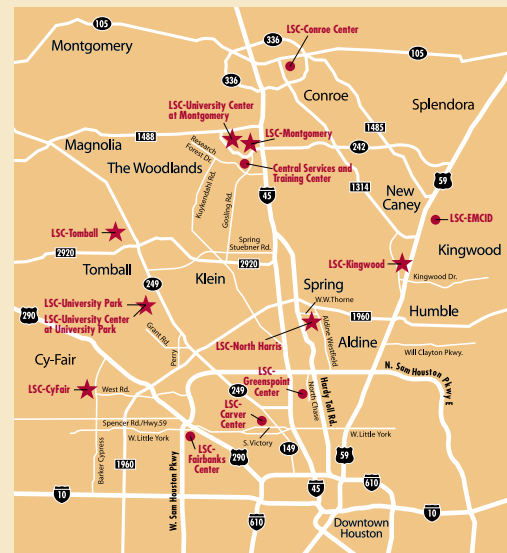 105
Montgomery
336
LSC-Conroe Center
105
336
Conroe
Splendora
LSC-University Center
at Montgomery
LSC-Montgomery
1485
Magnolia
1488
Research
Forest Dr.
242
The Woodlands
Central Services and
Training Center
59
Kuykendahl Rd.
Gosling Rd.
45
1314
New
Caney
LSC-EMCID
LSC-Tomball
Spring
Stuebner Rd.
Kingwood
2920
2920
LSC-Kingwood
Tomball
Klein
Kingwood Dr.
249
Spring
LSC-University Park
W.W.Thorne
290
LSC-University Center
at University Park
1960
Humble
Grant Rd.
Perry
LSC-North Harris
Aldine
Westfield
Aldine
Cy-Fair
Will Clayton Pkwy.
LSC-
Greenspoint
Center
N. Sam Houston Pkwy E
LSC-CyFair
West Rd.
249
North Chase
Hardy Toll Rd.
LSC-
Carver
Center
Spencer Rd./Hwy.59
W.Little York
S. Victory
W.Little York
Barker Cypress
LSC-
Fairbanks
Center
290
149
59
1960
W. Sam Houston Pkwy
10
45
610
610
10
Downtown
Houston